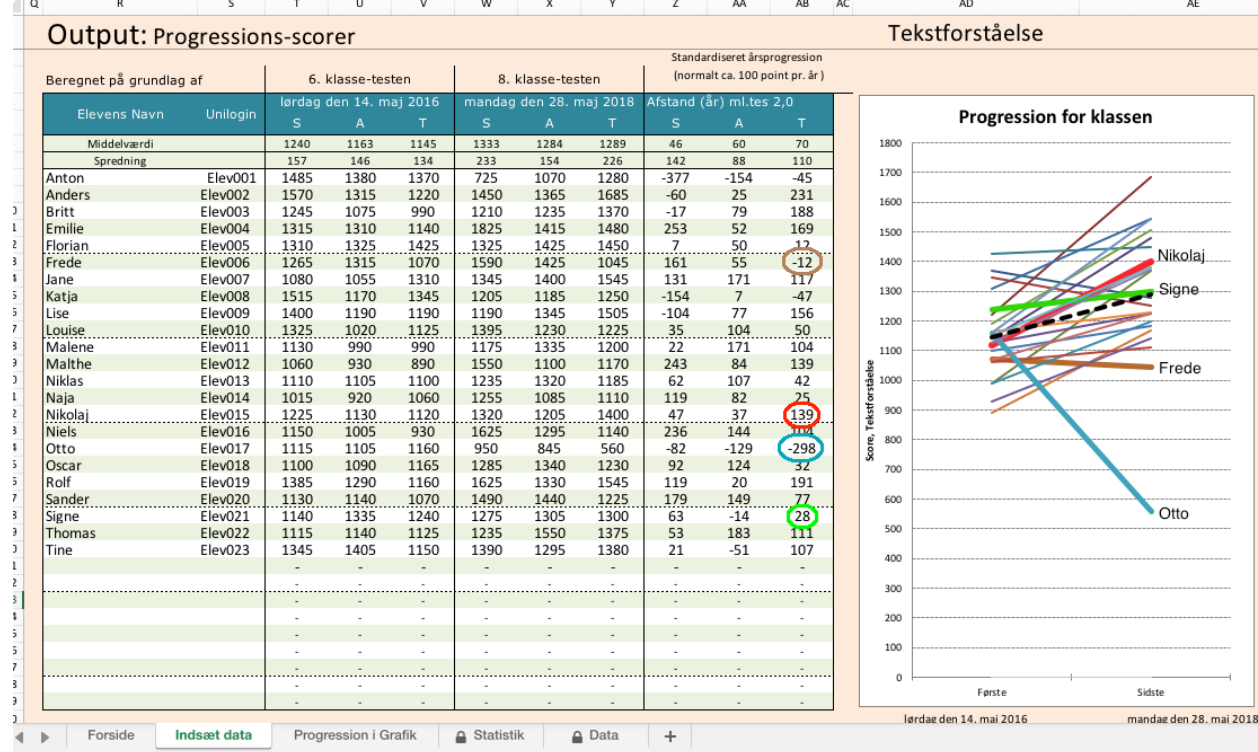 Q R S T U V W X Y Z AA AB AC AD AE
Output: Progressions-scorer
Tekstforståelse
Standardiseret årsprogression
Beregnet på grundlag af 6. klasse-testen 8. klasse-testen (normalt ca. 100 point pr. år)
Elevens Navn Unilogin lørdag den 14. maj 2016 mandag den 28. maj 2018 Afstand (år) ml.tes 2,0
S A T S A T S A T
Middelværdi 1240 1163 1145 1333 1284 1289 46 60 70
Spredning 157 146 134 233 154 226 142 88 110
Anton Elev001 1485 1380 1370 725 1070 1280 -377 -154 -45
Anders Elev002 1570 1315 1220 1450 1365 1685 -60 25 231
Britt Elev003 1245 1075 990 1210 1235 1370 -17 79 188
Emilie Elev004 1315 1310 1140 1825 1415 1480 253 52 169
Florian Elev005 1310 1325 1425 1325 1425 1450 7 50 12
Frede Elev006 1265 1315 1070 1590 1425 1045 161 55 -12
Jane Elev007 1080 1055 1310 1345 1400 1545 131 171 117
Katja Elev008 1515 1170 1345 1205 1185 1250 -154 7 -47
Lise Elev009 1400 1190 1190 1190 1345 1505 -104 77 156
Louise Elev010 1325 1020 1125 1395 1230 1225 35 104 50
Malene Elev011 1130 990 990 1175 1335 1200 22 171 104
Malthe Elev012 1060 930 890 1550 1100 1170 243 84 139
Niklas Elev013 1110 1105 1100 1235 1320 1185 62 107 42
Naja Elev014 1015 920 1060 1255 1085 1110 119 82 25
Nikolaj Elev015 1225 1130 1120 1320 1205 1400 47 37 139
Niels Elev016 1150 1005 930 1625 1295 1140 236 144 104
Otto Elev017 1115 1105 1160 950 845 560 -82 -129 -298
Oscar Elev018 1100 1090 1165 1285 1340 1230 92 124 32
Rolf Elev019 1385 1290 1160 1625 1330 1545 119 20 191
Sander Elev020 1130 1140 1070 1490 1440 1225 179 149 77
Signe Elev021 1140 1335 1240 1275 1305 1300 63 -14 28
Thomas Elev022 1115 1140 1125 1235 1550 1375 53 183 111
Tine Elev023 1345 1405 1150 1390 1295 1380 21 -51 107
- - - - - - - - -
- - - - - - - - -
- - - - - - - - -
- - - - - - - - -
- - - - - - - - -
- - - - - - - - -
- - - - - - - - -
- - - - - - - - -
- - - - - - - - -
Progression for klassen
1800
1700
1600
1500
1400
1300
1200
1100
1000
900
800
700
600
500
400
300
200
100
0
Score, Tekstforståelse
Nikolaj
Signe
Frede
Otto
Første Sidste
lørdag den 14. maj 2016 mandag den 28. maj 2018
Forside Indsæt data Progression i Grafik Statistik Data +